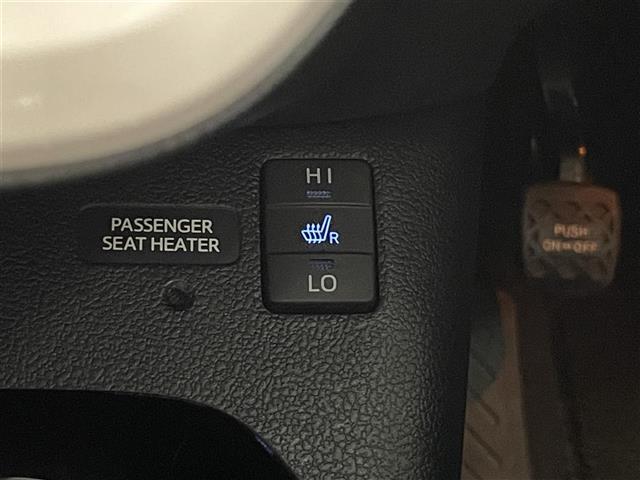 PASSENGER
SEAT HEATER
HI
R
LO
PUSH
ON⇔OFF